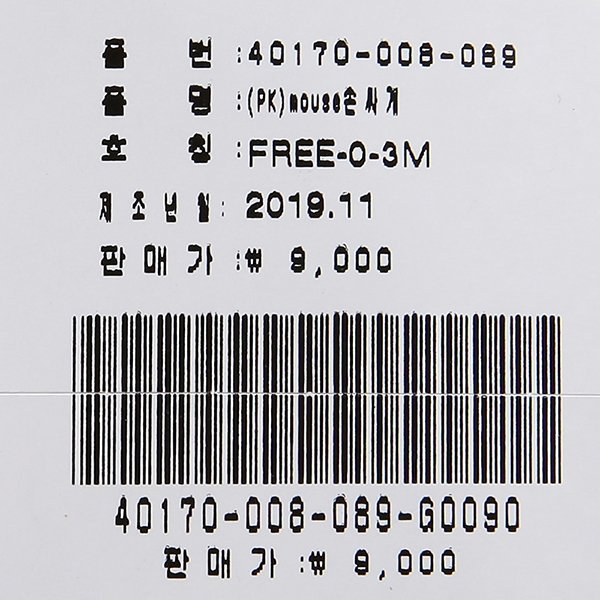 품 번 :40170-008-089
품 명 :(PK)mouse손싸개
호 칭 :FREE-0-3M
제조년월: 2019.11
판매가:₩ 9,000
40170-008-089-G0090
판매가:₩ 9,000